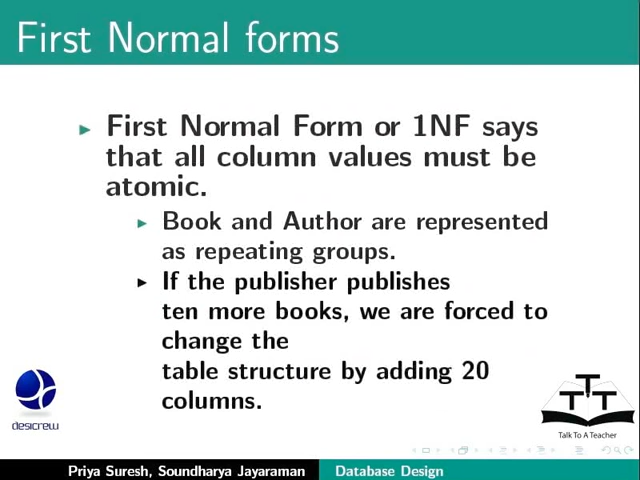 First Normal forms
First Normal Form or 1NF says
that all column values must be
atomic.
Book and Author are represented
as repeating groups.
If the publisher publishes
ten more books, we are forced to
change the
table structure by adding 20
columns.
desicrew
TTT
Talk To A Teacher
Priya Suresh, Soundharya Jayaraman
Database Design